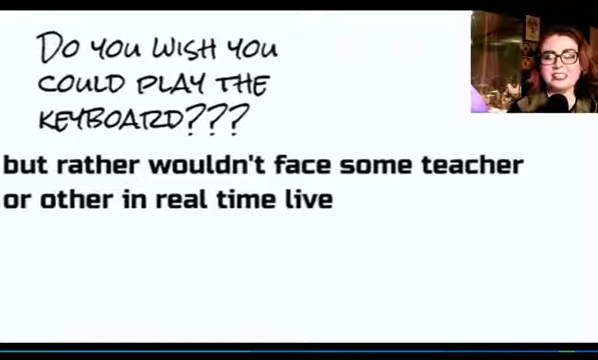 Do you wish you
could play the
keyboard???
but rather wouldn't face some teacher
or other in real time live